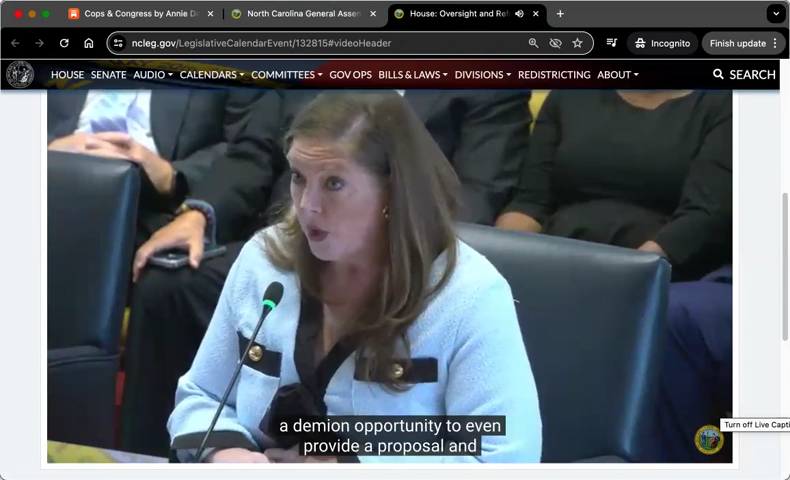 Cops & Congress by Annie Di
North Carolina General Assem
House: Oversight and Ref
ncleg.gov/LegislativeCalendarEvent/132815#videoHeader
Incognito
Finish update
HOUSE SENATE AUDIO CALENDARS COMMITTEES GOV OPS BILLS & LAWS DIVISIONS REDISTRICTING ABOUT SEARCH
a demion opportunity to even
provide a proposal and
Turn off Live Capti